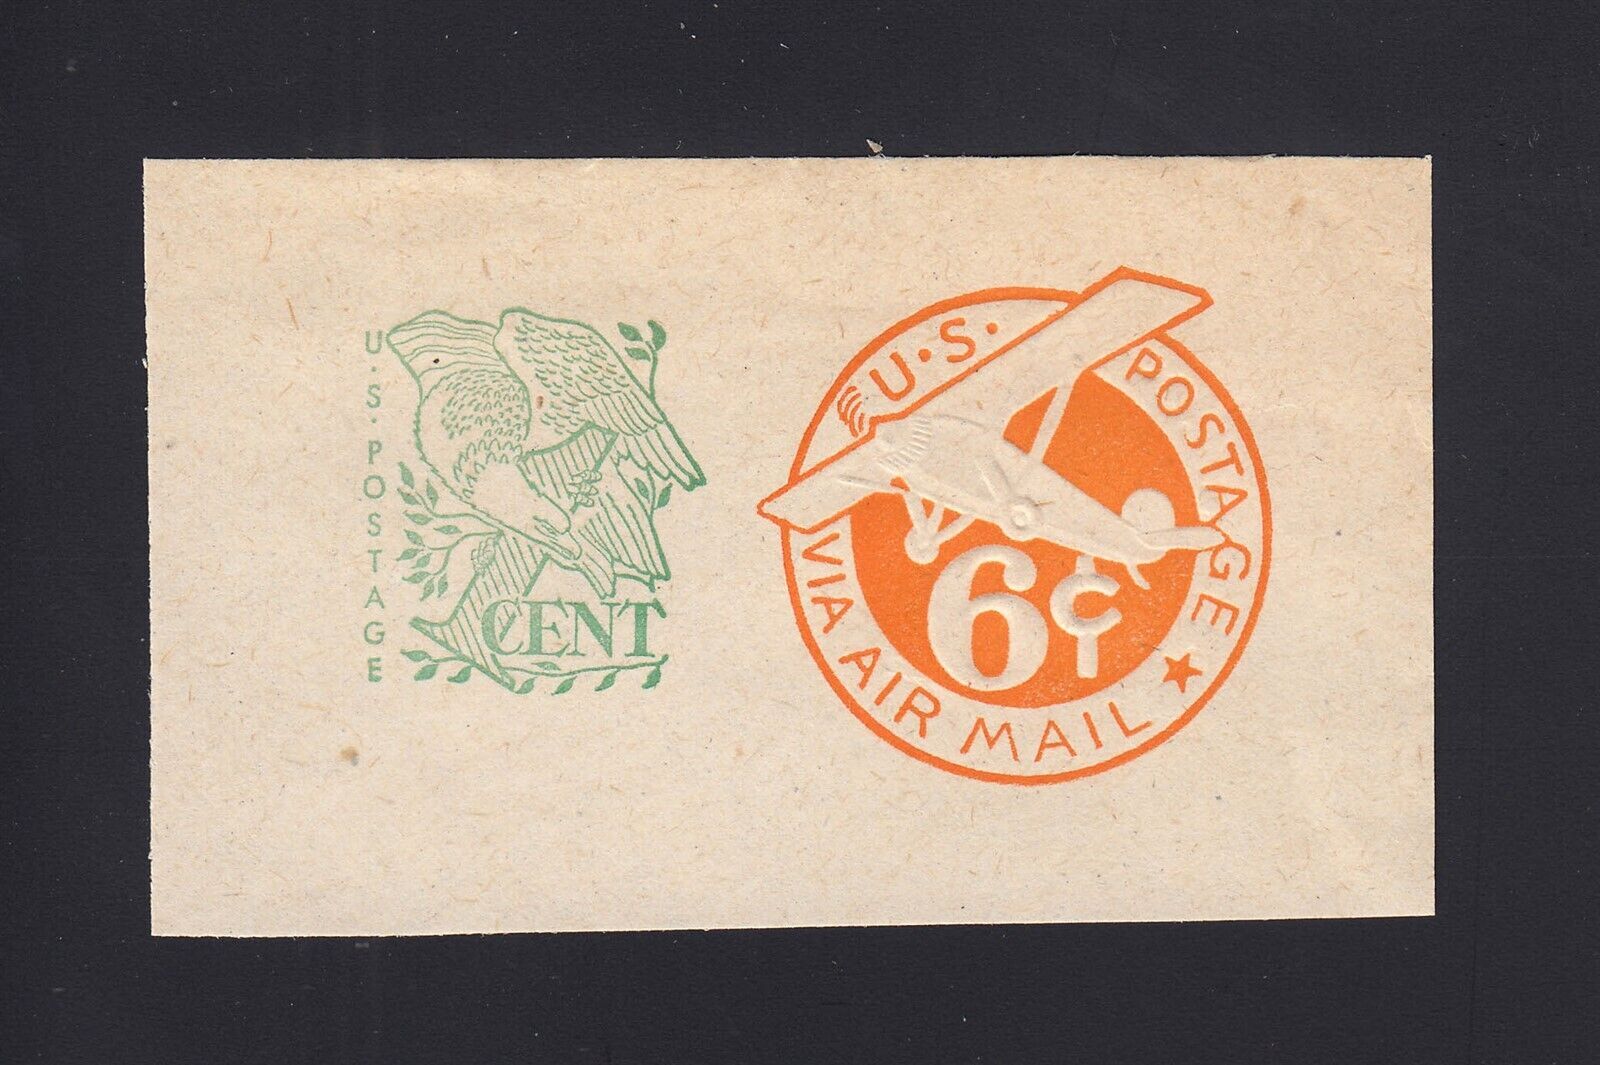 U.S. POSTAGE
CENT
U.S. POSTAGE
VIA AIR MAIL
6¢